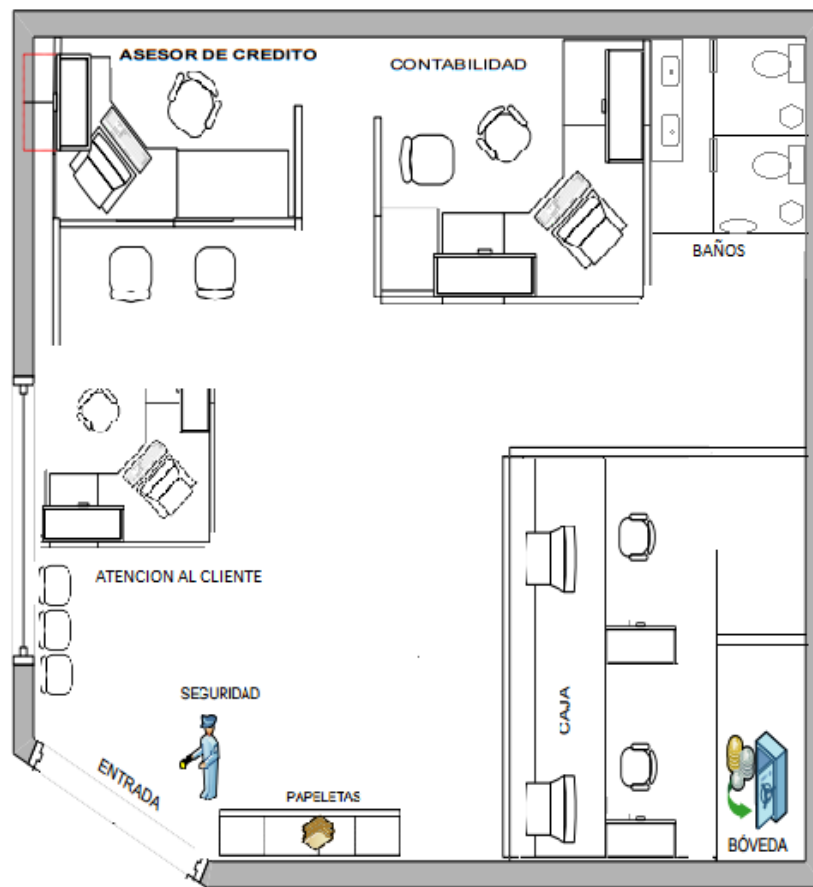 ASESOR DE CREDITO
CONTABILIDAD
BAÑOS
ATENCION AL CLIENTE
SEGURIDAD
ENTRADA
PAPELETAS
CAJA
BÓVEDA